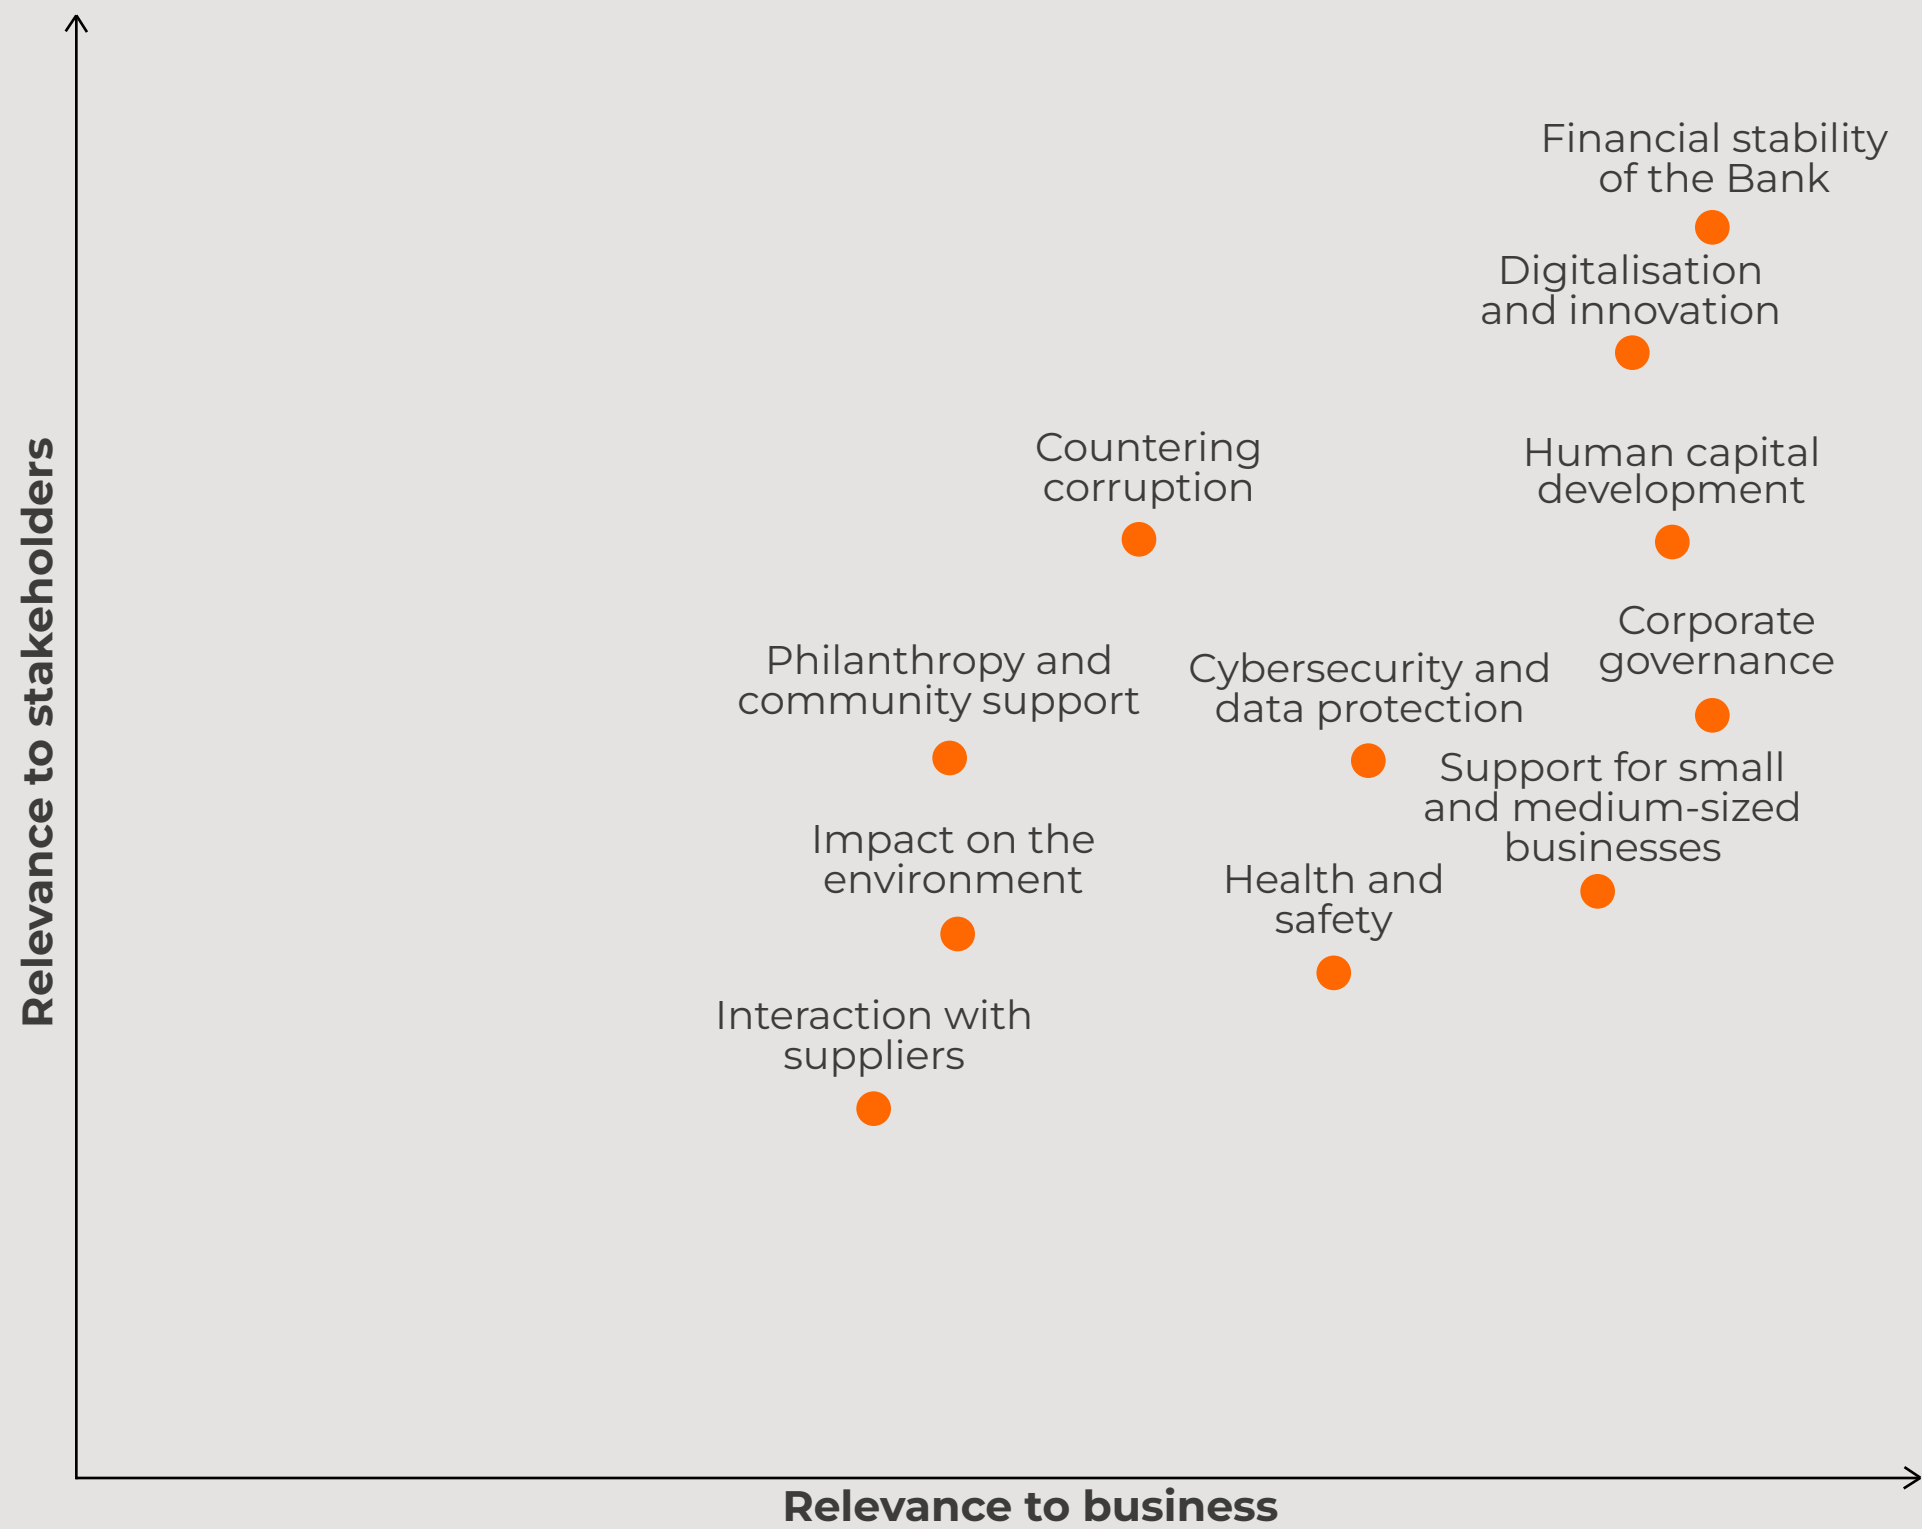 Financial stability
of the Bank
Digitalisation
and innovation
Countering
corruption
Human capital
development
Corporate
governance
Philanthropy and
community support
Cybersecurity and
data protection
Support for small
and medium-sized
businesses
Impact on the
environment
Health and
safety
Interaction with
suppliers
Relevance to stakeholders
Relevance to business